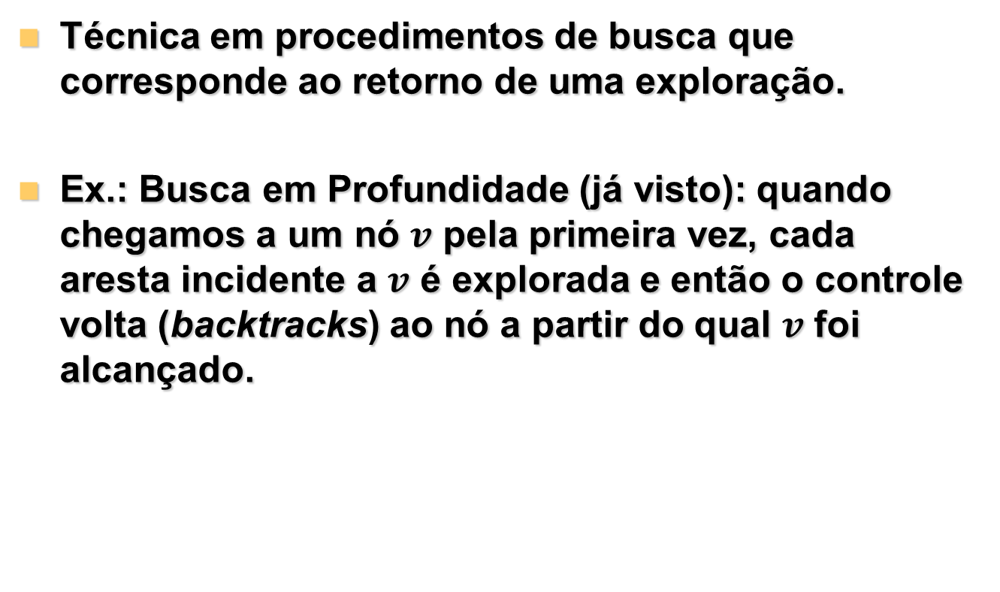 Técnica em procedimentos de busca que
corresponde ao retorno de uma exploração.
Ex.: Busca em Profundidade (já visto): quando
chegamos a um nó 𝒗 pela primeira vez, cada
aresta incidente a 𝒗 é explorada e então o controle
volta (backtracks) ao nó a partir do qual 𝒗 foi
alcançado.